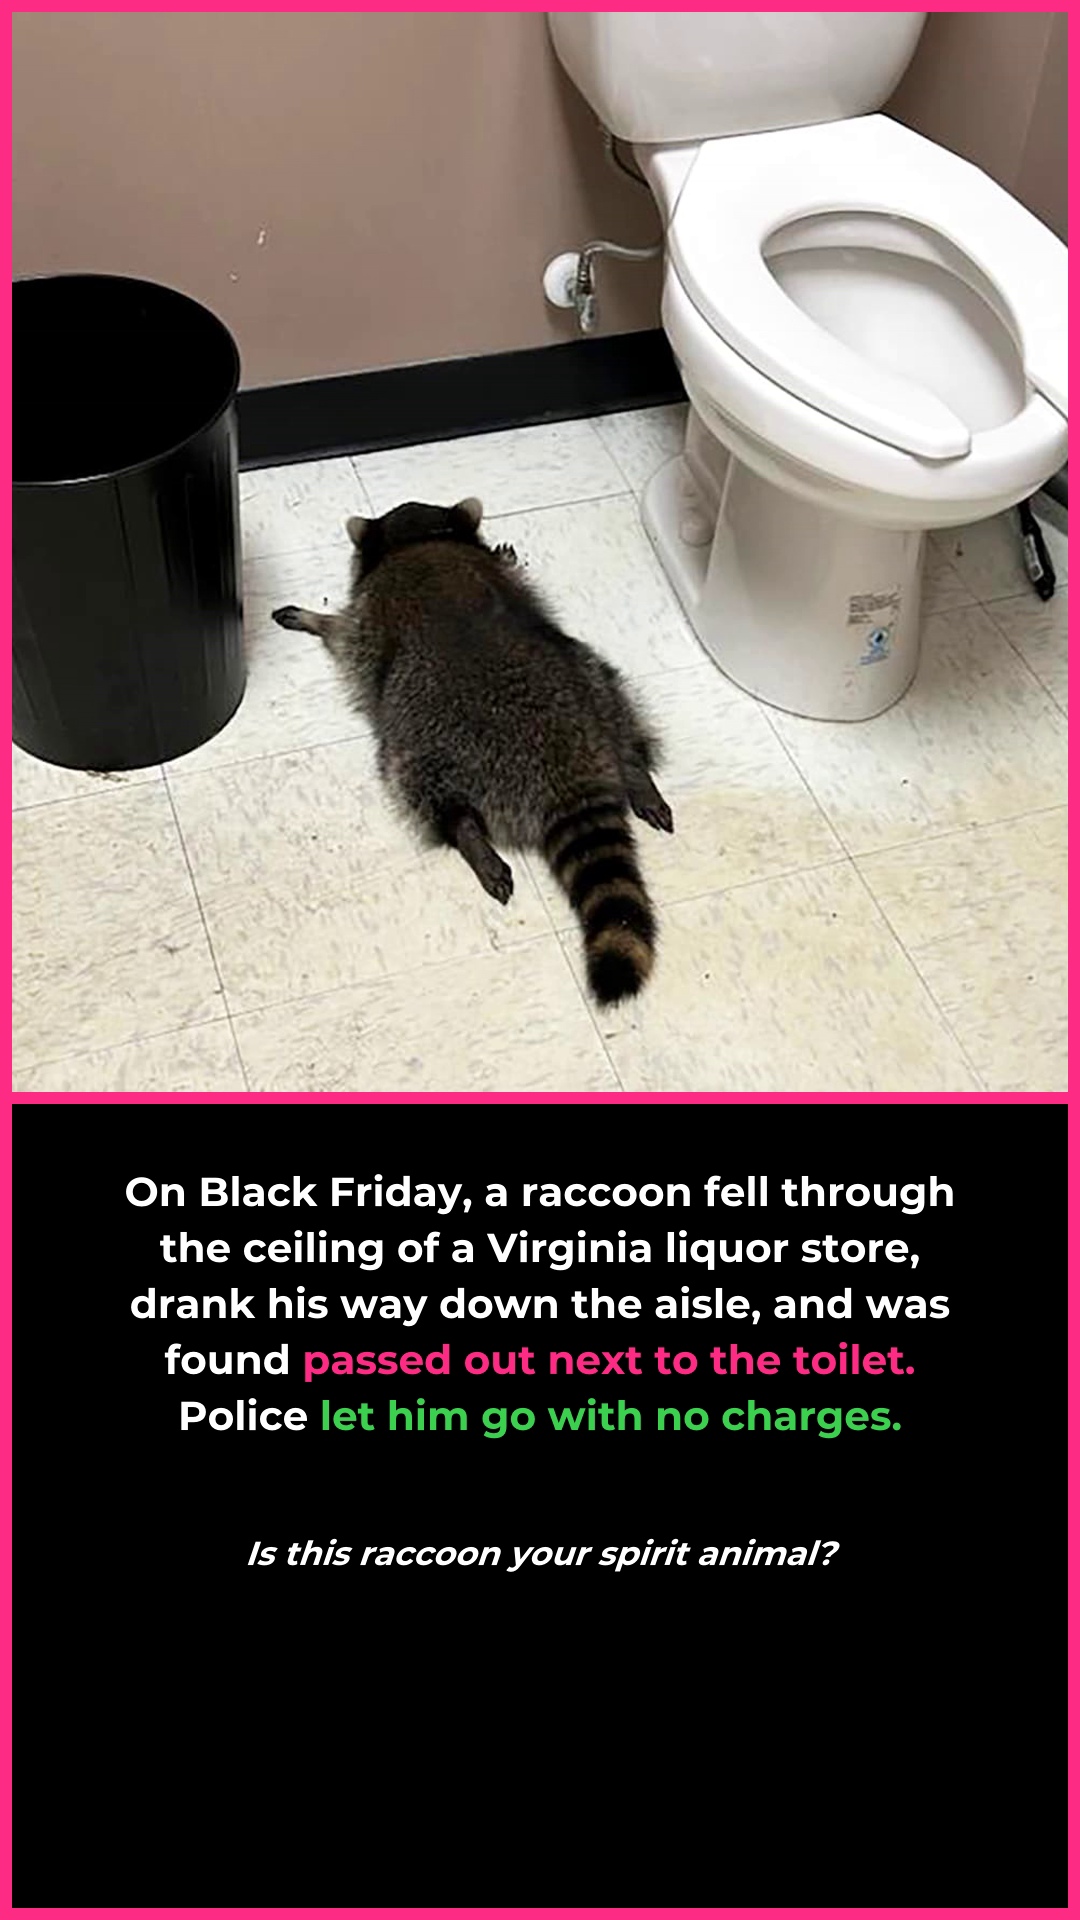 On Black Friday, a raccoon fell through
the ceiling of a Virginia liquor store,
drank his way down the aisle, and was
found passed out next to the toilet.
Police let him go with no charges.
Is this raccoon your spirit animal?